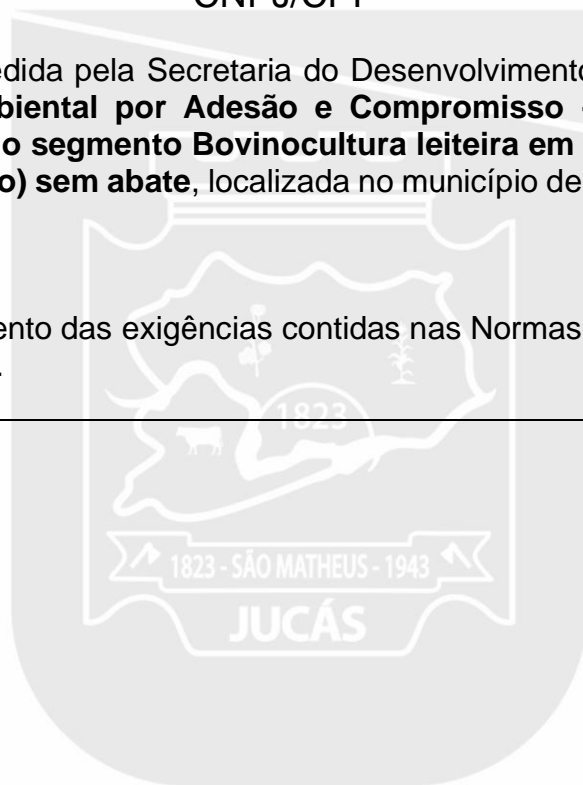 CNPJ/CPF
edida pela Secretaria do Desenvolvimento
biental por Adesão e Compromisso -
o segmento Bovinocultura leiteira em
o) sem abate, localizada no município de
ento das exigências contidas nas Normas
.
1823
1823 - SÃO MATHEUS - 1943
JUCÁS